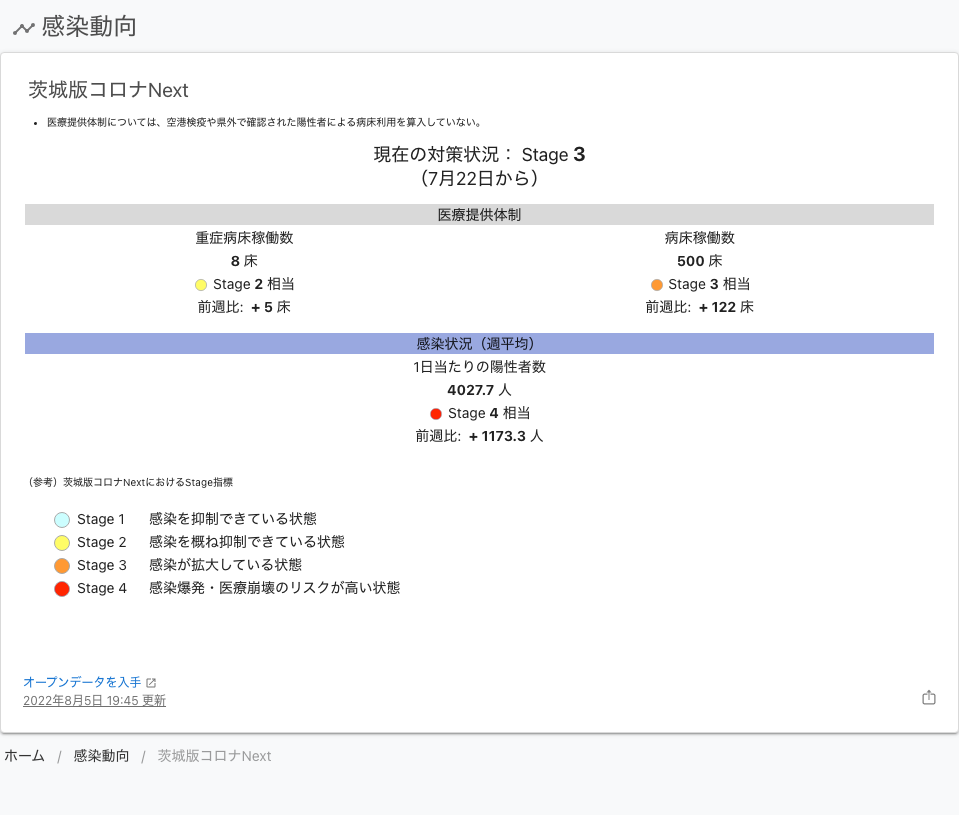 感染動向
茨城版コロナNext
• 医療提供体制については、空港検疫や県外で確認された陽性者による病床利用を算入していない。
現在の対策状況： Stage 3
（7月22日から）
医療提供体制
重症病床稼働数
8 床
Stage 2 相当
前週比: + 5 床
病床稼働数
500 床
Stage 3 相当
前週比: + 122 床
感染状況（週平均）
1日当たりの陽性者数
4027.7 人
Stage 4 相当
前週比: + 1173.3 人
（参考）茨城版コロナNextにおけるStage指標
Stage 1 感染を抑制できている状態
Stage 2 感染を概ね抑制できている状態
Stage 3 感染が拡大している状態
Stage 4 感染爆発・医療崩壊のリスクが高い状態
オープンデータを入手
2022年8月5日 19:45 更新
ホーム / 感染動向 / 茨城版コロナNext